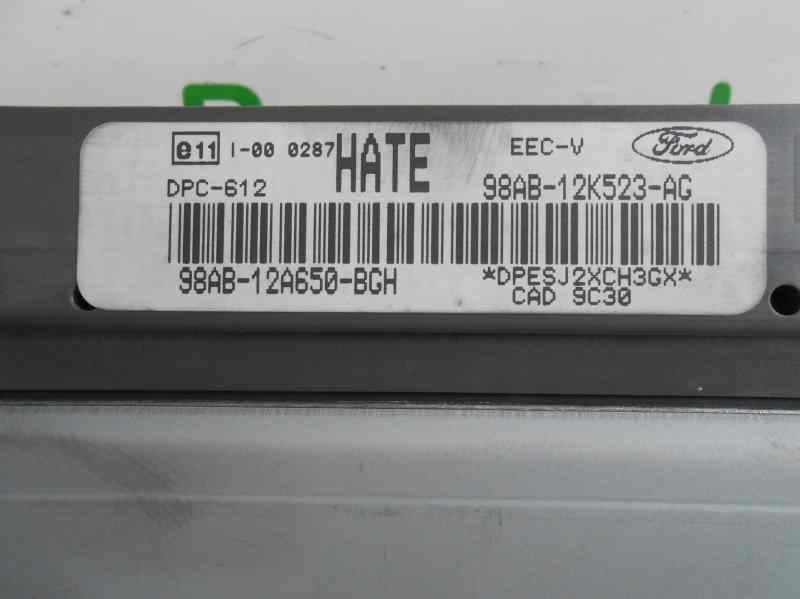 e11 I-00 0287 HATE EEC-V Ford
DPC-612 98AB-12K523-AG
98AB-12A650-BGH *DPESJ2XCH3GX*
CAD 9C30